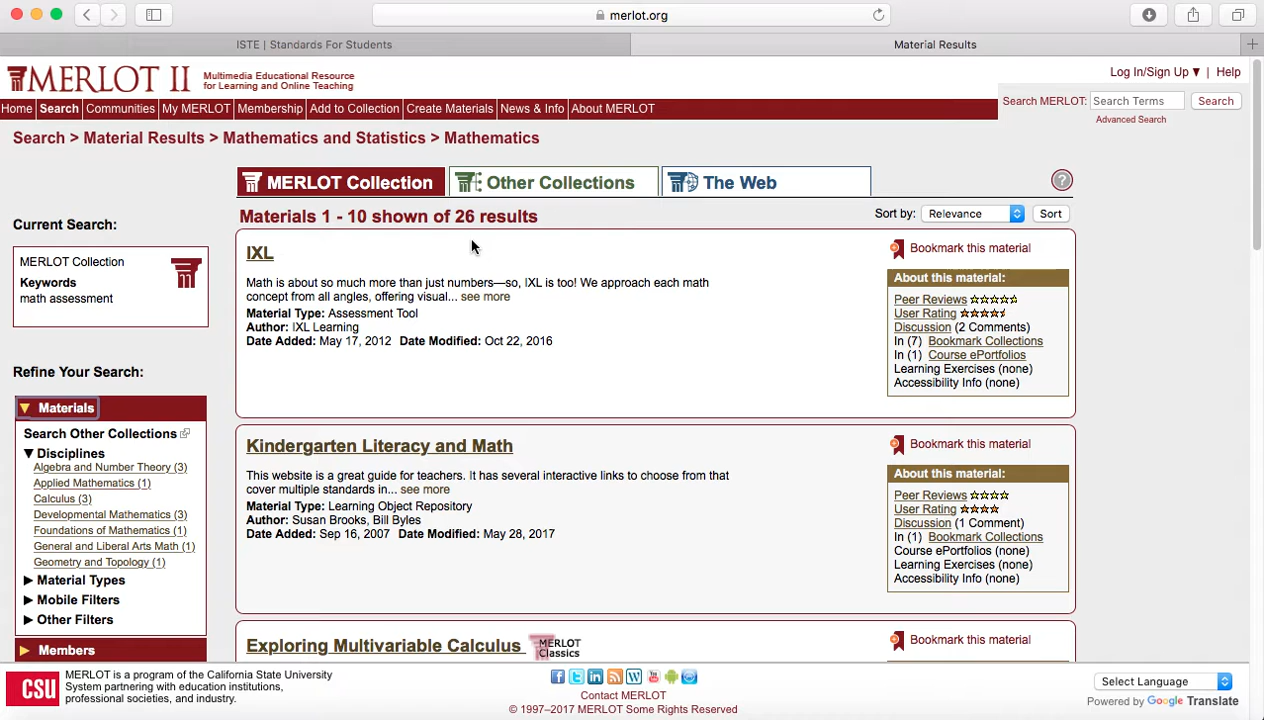 merlot.org
ISTE | Standards For Students
Material Results
MERLOT II
Multimedia Educational Resource
for Learning and Online Teaching
Log In/Sign Up ▼ | Help
Home Search Communities My MERLOT Membership Add to Collection Create Materials News & Info About MERLOT
Search MERLOT: Search Terms Search
Advanced Search
Search > Material Results > Mathematics and Statistics > Mathematics
MERLOT Collection
Other Collections
The Web
?
Materials 1 - 10 shown of 26 results
Sort by: Relevance Sort
Current Search:
MERLOT Collection
Keywords
math assessment
Refine Your Search:
Materials
Search Other Collections
Disciplines
Algebra and Number Theory (3)
Applied Mathematics (1)
Calculus (3)
Developmental Mathematics (3)
Foundations of Mathematics (1)
General and Liberal Arts Math (1)
Geometry and Topology (1)
Material Types
Mobile Filters
Other Filters
Members
IXL
Math is about so much more than just numbers—so, IXL is too! We approach each math
concept from all angles, offering visual... see more
Material Type: Assessment Tool
Author: IXL Learning
Date Added: May 17, 2012 Date Modified: Oct 22, 2016
Bookmark this material
About this material:
Peer Reviews
User Rating
Discussion (2 Comments)
In (7) Bookmark Collections
In (1) Course ePortfolios
Learning Exercises (none)
Accessibility Info (none)
Kindergarten Literacy and Math
This website is a great guide for teachers. It has several interactive links to choose from that
cover multiple standards in... see more
Material Type: Learning Object Repository
Author: Susan Brooks, Bill Byles
Date Added: Sep 16, 2007 Date Modified: May 28, 2017
Bookmark this material
About this material:
Peer Reviews
User Rating
Discussion (1 Comment)
In (1) Bookmark Collections
Course ePortfolios (none)
Learning Exercises (none)
Accessibility Info (none)
Exploring Multivariable Calculus
MERLOT
Classics
Bookmark this material
CSU
MERLOT is a program of the California State University
System partnering with education institutions,
professional societies, and industry.
Contact MERLOT
© 1997–2017 MERLOT Some Rights Reserved
Select Language
Powered by Google Translate